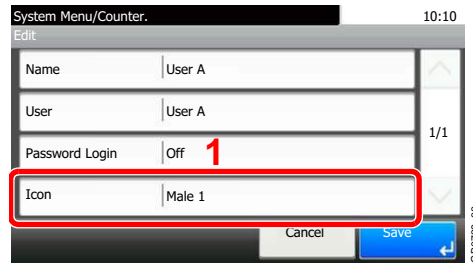 System Menu/Counter. 10:10
Edit
Name User A
User User A
1/1
Password Login Off 1
Icon Male 1
Cancel Save